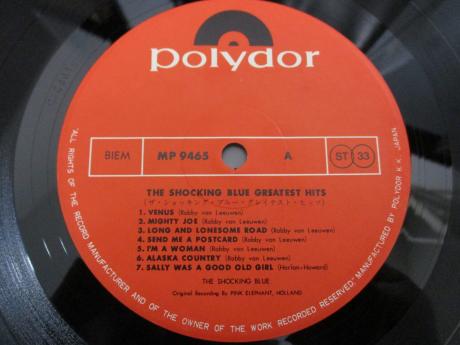 polydor
BIEM
MP 9465
A
ST 33
THE SHOCKING BLUE GREATEST HITS
(ザ・ショッキング・ブルー・グレイテスト・ヒッツ)
1. VENUS (Robby van Leeuwen)
2. MIGHTY JOE (Robby van Leeuwen)
3. LONG AND LONESOME ROAD (Robby van Leeuwen)
4. SEND ME A POSTCARD (Robby van Leeuwen)
5. I'M A WOMAN (Robby van Leeuwen)
6. ALASKA COUNTRY (Robby van Leeuwen)
7. SALLY WAS A GOOD OLD GIRL (Harlan-Howard)
THE SHOCKING BLUE
Original Recording By PINK ELEPHANT, HOLLAND
"ALL RIGHTS OF THE RECORD MANUFACTURER AND OF THE OWNER OF THE WORK RECORDED RESERVED" MANUFACTURED BY POLYDOR K.K., JAPAN